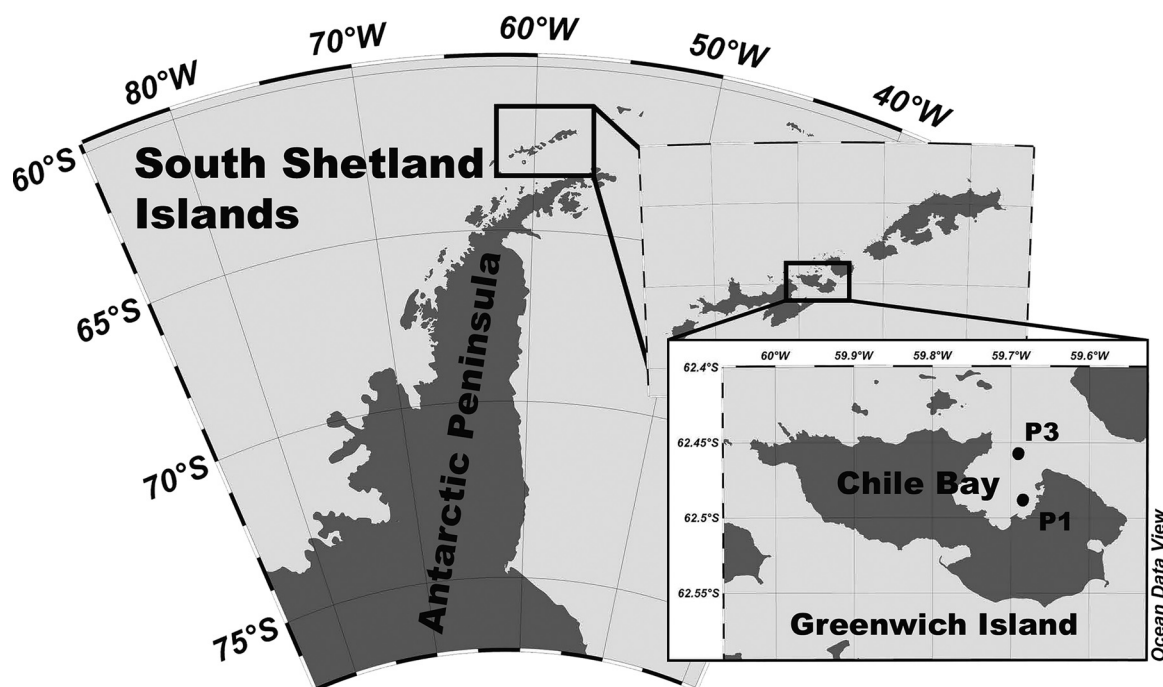 80°W
70°W
60°W
50°W
40°W
60°S
65°S
70°S
75°S
South Shetland
Islands
Antarctic Peninsula
60°W
59.9°W
59.8°W
59.7°W
59.6°W
62.4°S
62.45°S
62.5°S
62.55°S
P3
Chile Bay
P1
Greenwich Island
Ocean Data View